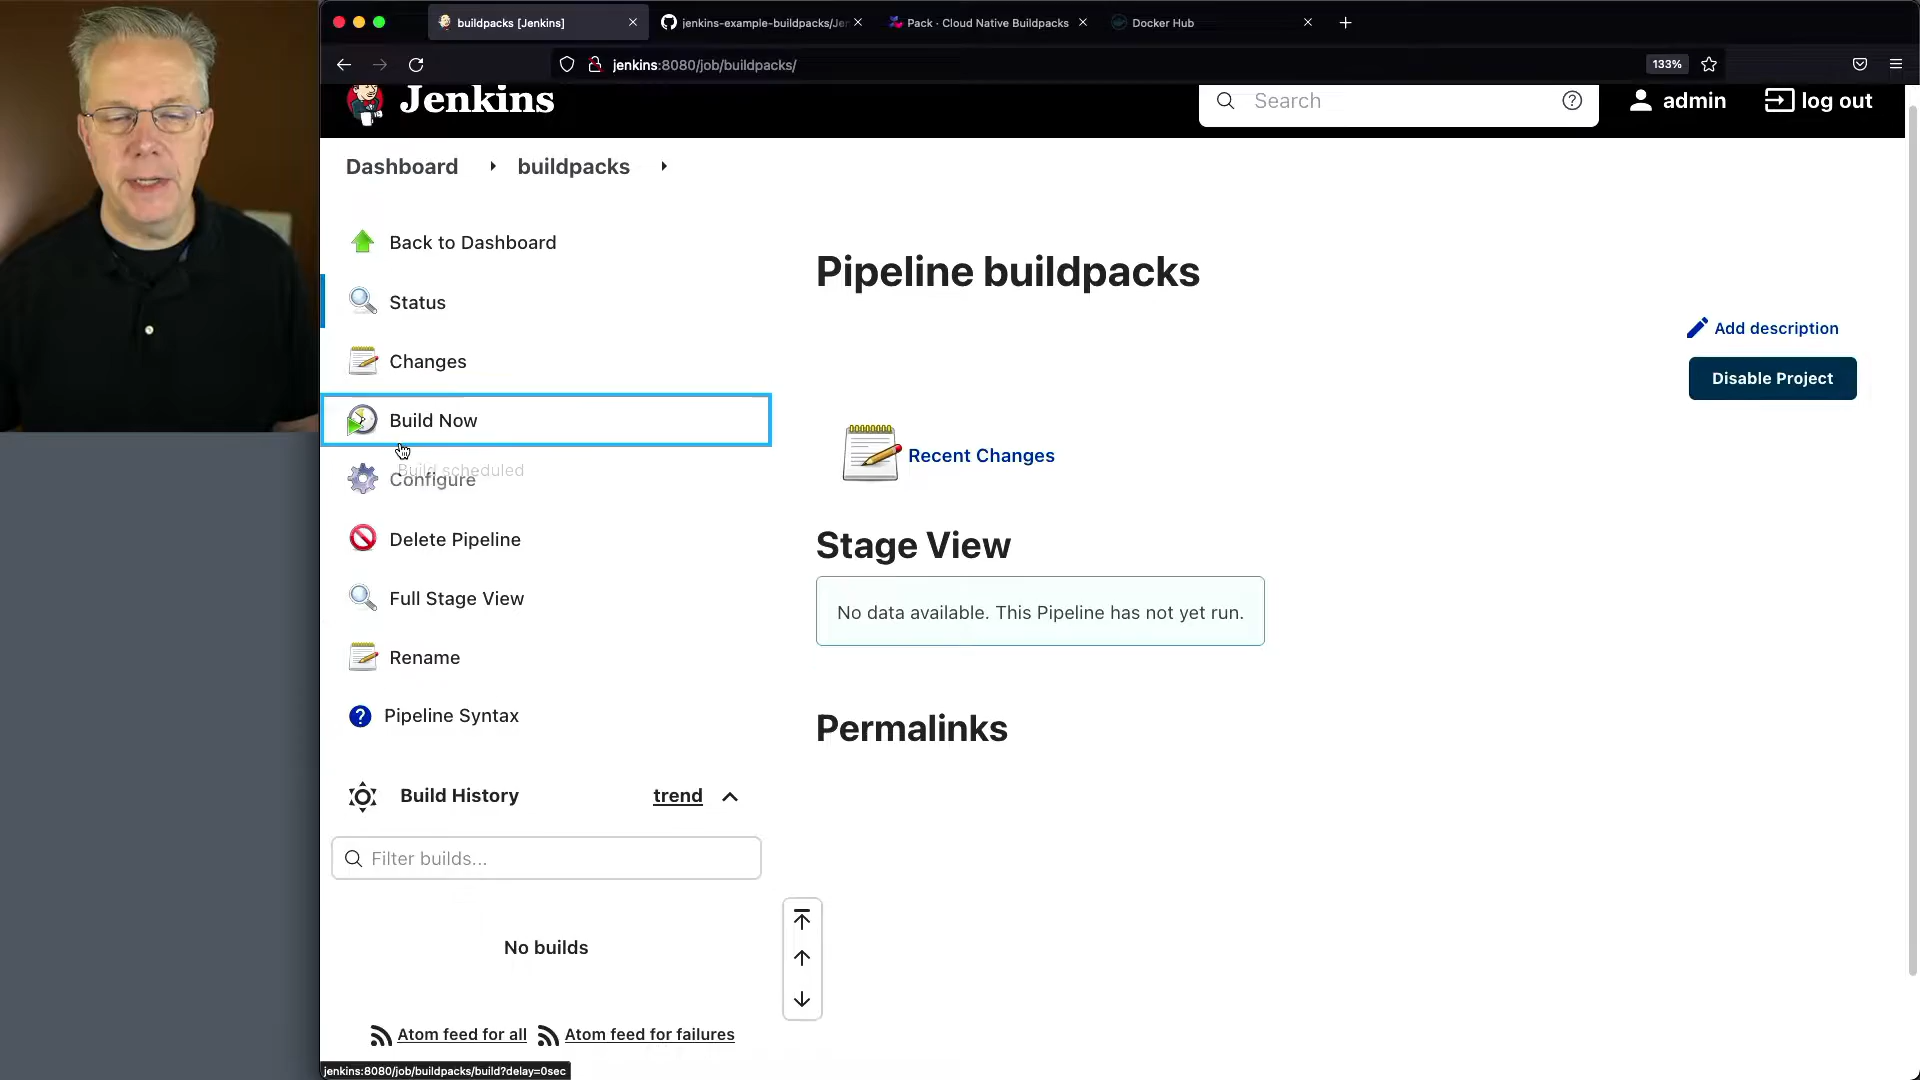 buildpacks [Jenkins]
jenkins-example-buildpacks/Je
Pack · Cloud Native Buildpacks
Docker Hub
jenkins:8080/job/buildpacks/
133%
Jenkins
Search
admin
log out
Dashboard
buildpacks
Back to Dashboard
Status
Changes
Build Now
Build scheduled
Configure
Delete Pipeline
Full Stage View
Rename
Pipeline Syntax
Build History
trend
Filter builds...
No builds
Atom feed for all
Atom feed for failures
Pipeline buildpacks
Add description
Disable Project
Recent Changes
Stage View
No data available. This Pipeline has not yet run.
Permalinks
jenkins:8080/job/buildpacks/build?delay=0sec